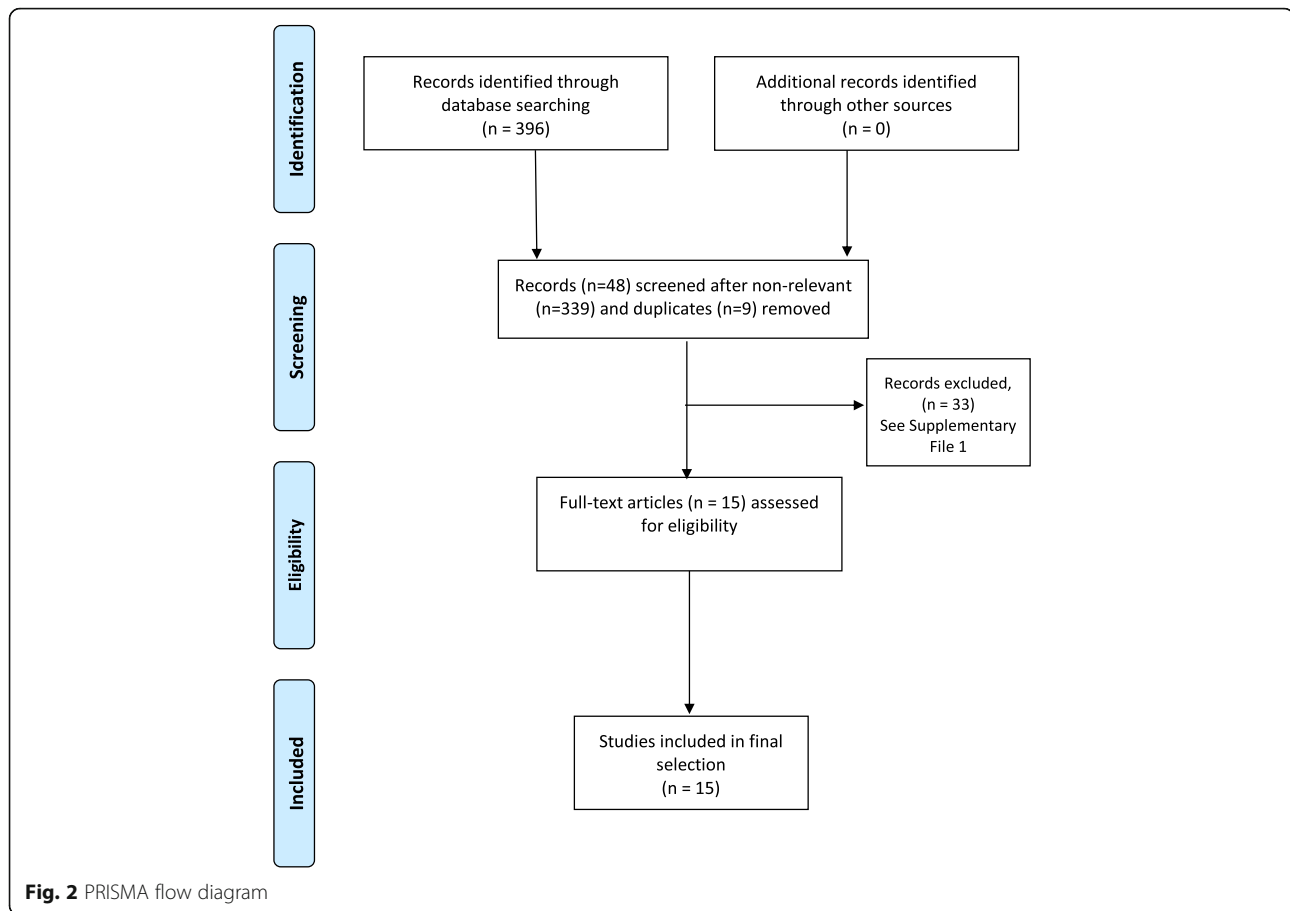 Identification
Records identified through
database searching
(n = 396)
Additional records identified
through other sources
(n = 0)
Screening
Records (n=48) screened after non-relevant
(n=339) and duplicates (n=9) removed
Records excluded,
(n = 33)
See Supplementary
File 1
Eligibility
Full-text articles (n = 15) assessed
for eligibility
Included
Studies included in final
selection
(n = 15)
Fig. 2 PRISMA flow diagram